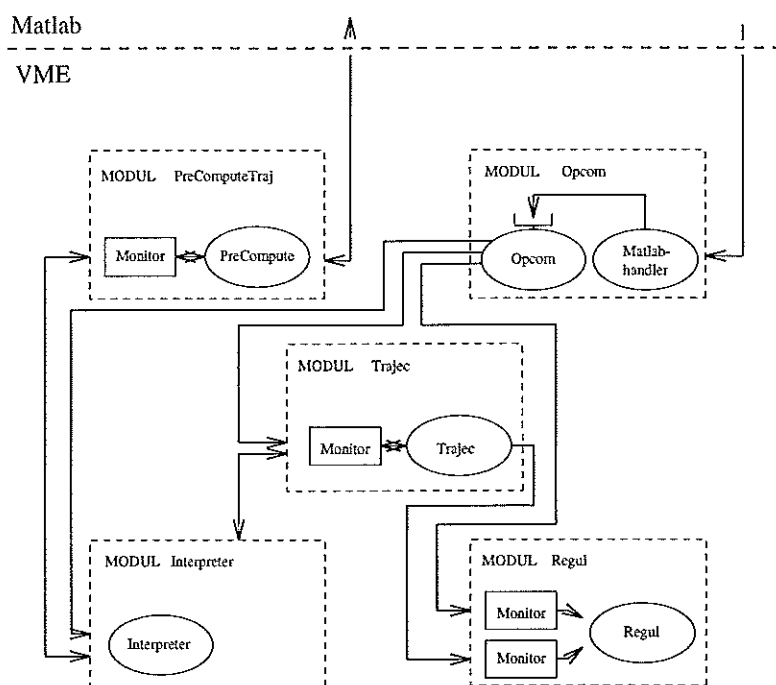 Matlab
VME
MODUL PreComputeTraj
MODUL Opcom
Monitor
PreCompute
Opcom
Matlab-
handler
MODUL Trajec
Monitor
Trajec
MODUL Interpreter
MODUL Regul
Interpreter
Monitor
Regul
Monitor